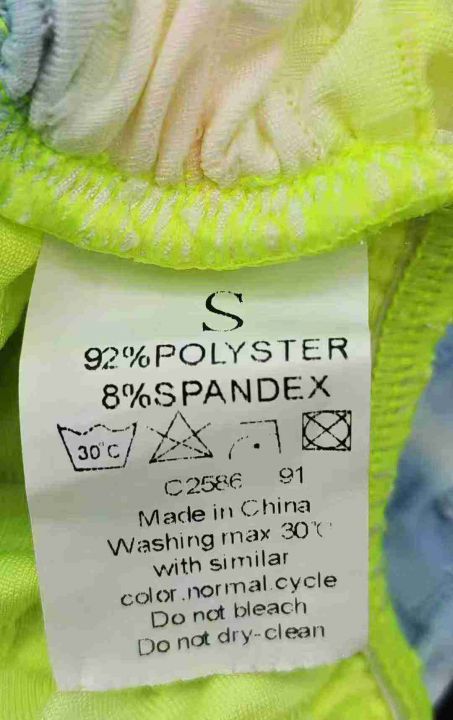 S
92%POLYSTER
8%SPANDEX
30°C
C2586 91
Made in China
Washing max 30°C
with similar
color.normal.cycle
Do not bleach
Do not dry-clean